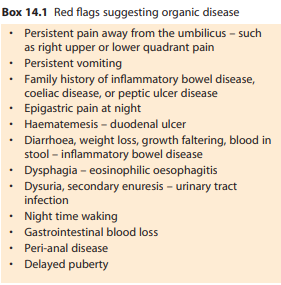 Box 14.1 Red flags suggesting organic disease
• Persistent pain away from the umbilicus – such
as right upper or lower quadrant pain
• Persistent vomiting
• Family history of inflammatory bowel disease,
coeliac disease, or peptic ulcer disease
• Epigastric pain at night
• Haematemesis – duodenal ulcer
• Diarrhoea, weight loss, growth faltering, blood in
stool – inflammatory bowel disease
• Dysphagia – eosinophilic oesophagitis
• Dysuria, secondary enuresis – urinary tract
infection
• Night time waking
• Gastrointestinal blood loss
• Peri-anal disease
• Delayed puberty